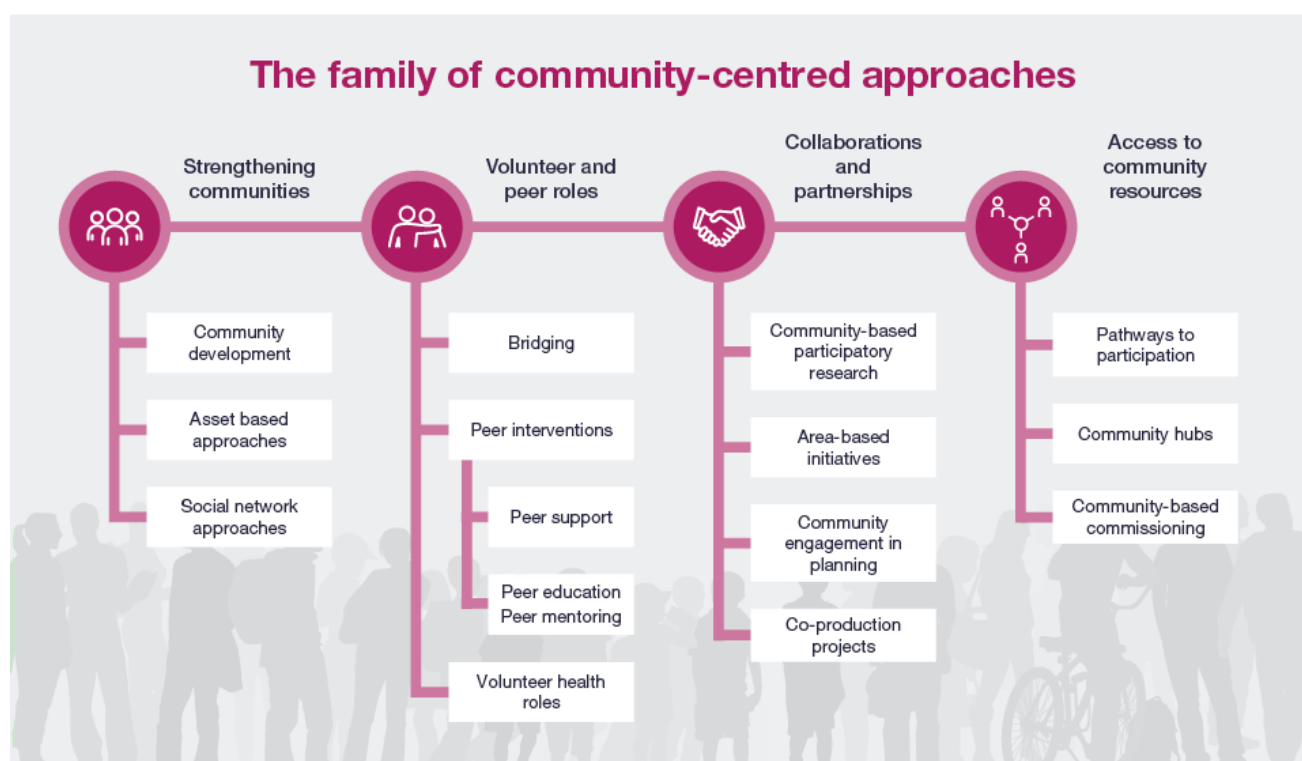 The family of community-centred approaches
Strengthening
communities
Community
development
Asset based
approaches
Social network
approaches
Volunteer and
peer roles
Bridging
Peer interventions
Peer support
Peer education
Peer mentoring
Volunteer health
roles
Collaborations
and
partnerships
Community-based
participatory
research
Area-based
initiatives
Community
engagement in
planning
Co-production
projects
Access to
community
resources
Pathways to
participation
Community hubs
Community-based
commissioning